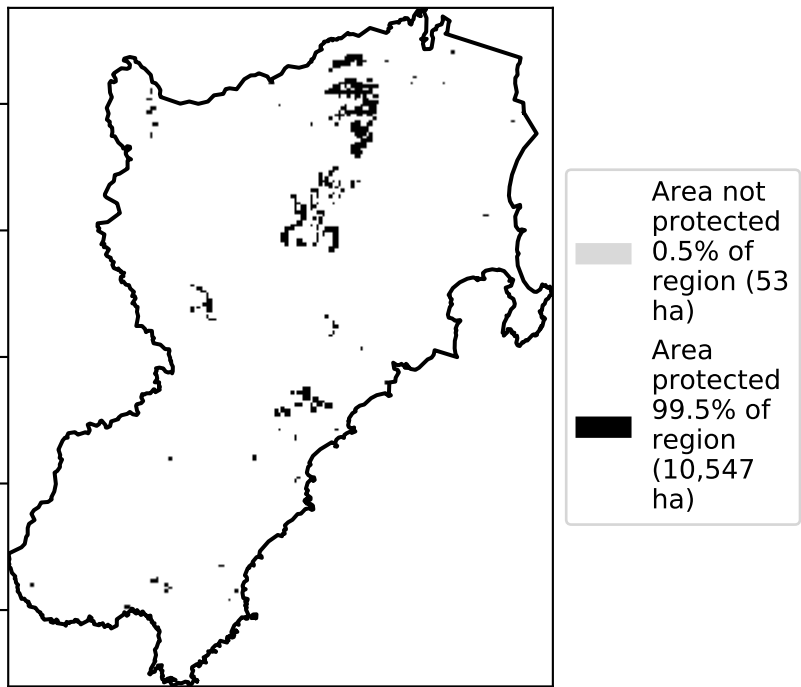 Area not
protected
0.5% of
region (53
ha)
Area
protected
99.5% of
region
(10,547
ha)